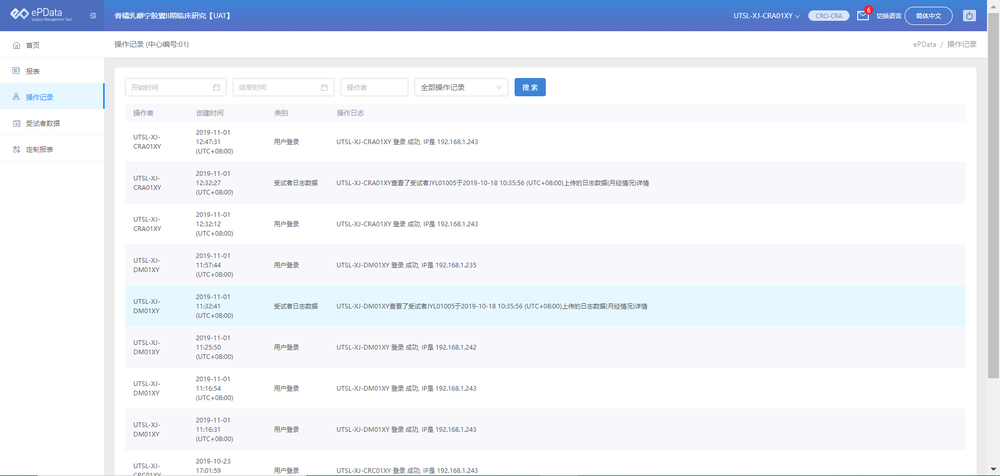 ePData
Subject Management Tool
香橘乳癖宁胶囊II期临床研究【UAT】
UTSL-XJ-CRA01XY
CRO-CRA
6
切换语言
简体中文
首页
报表
操作记录
受试者数据
定制报表
操作记录 (中心编号:01)
ePData / 操作记录
开始时间
结束时间
操作者
全部操作记录
搜 索
操作者 创建时间 类别 操作日志
UTSL-XJ-
CRA01XY
2019-11-01
12:47:31
(UTC+08:00)
用户登录
UTSL-XJ-CRA01XY 登录 成功, IP是 192.168.1.243
UTSL-XJ-
CRA01XY
2019-11-01
12:32:27
(UTC+08:00)
受试者日志数据
UTSL-XJ-CRA01XY查看了受试者JYL01005于2019-10-18 10:35:56 (UTC+08:00)上传的日志数据(月经情况)详情
UTSL-XJ-
CRA01XY
2019-11-01
12:32:12
(UTC+08:00)
用户登录
UTSL-XJ-CRA01XY 登录 成功, IP是 192.168.1.243
UTSL-XJ-
DM01XY
2019-11-01
11:57:44
(UTC+08:00)
用户登录
UTSL-XJ-DM01XY 登录 成功, IP是 192.168.1.235
UTSL-XJ-
DM01XY
2019-11-01
11:32:41
(UTC+08:00)
受试者日志数据
UTSL-XJ-DM01XY查看了受试者JYL01005于2019-10-18 10:35:56 (UTC+08:00)上传的日志数据(月经情况)详情
UTSL-XJ-
DM01XY
2019-11-01
11:25:50
(UTC+08:00)
用户登录
UTSL-XJ-DM01XY 登录 成功, IP是 192.168.1.242
UTSL-XJ-
DM01XY
2019-11-01
11:16:54
(UTC+08:00)
用户登录
UTSL-XJ-DM01XY 登录 成功, IP是 192.168.1.243
UTSL-XJ-
DM01XY
2019-11-01
11:16:31
(UTC+08:00)
用户登录
UTSL-XJ-DM01XY 登录 成功, IP是 192.168.1.243
UTSL-XJ-
CRC01XY
2019-10-23
17:01:59
用户登录
UTSL-XJ-CRC01XY 登录 成功, IP是 192.168.1.243